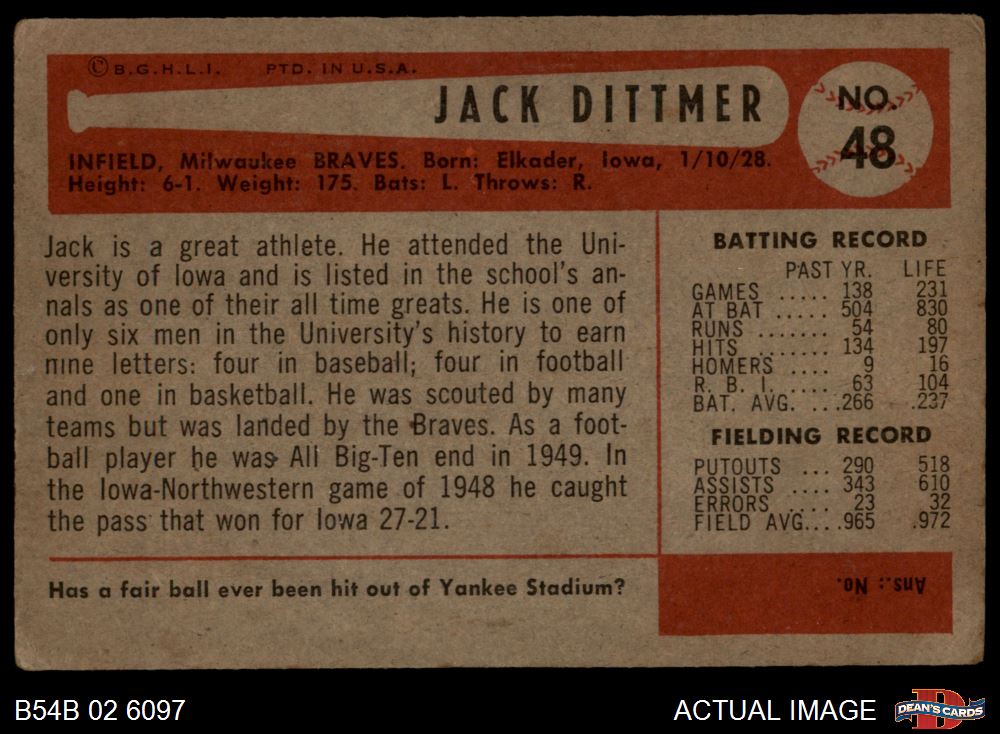 © B.G.H.L.I. PTD. IN U.S.A.
JACK DITTMER
NO.
48
INFIELD, Milwaukee BRAVES. Born: Elkader, Iowa, 1/10/28.
Height: 6-1. Weight: 175. Bats: L. Throws: R.
Jack is a great athlete. He attended the Uni-
versity of Iowa and is listed in the school's an-
nals as one of their all time greats. He is one of
only six men in the University's history to earn
nine letters: four in baseball; four in football
and one in basketball. He was scouted by many
teams but was landed by the Braves. As a foot-
ball player he was All Big-Ten end in 1949. In
the Iowa-Northwestern game of 1948 he caught
the pass that won for Iowa 27-21.
BATTING RECORD
PAST YR. LIFE
GAMES ..... 138 231
AT BAT ..... 504 830
RUNS ....... 54 80
HITS ....... 134 197
HOMERS .... 9 16
R. B. I. ..... 63 104
BAT. AVG. ... .266 .237
FIELDING RECORD
PUTOUTS ... 290 518
ASSISTS .... 343 610
ERRORS ..... 23 32
FIELD AVG.... .965 .972
Has a fair ball ever been hit out of Yankee Stadium?
Ans.: No.
B54B 02 6097
ACTUAL IMAGE
DEAN'S CARDS